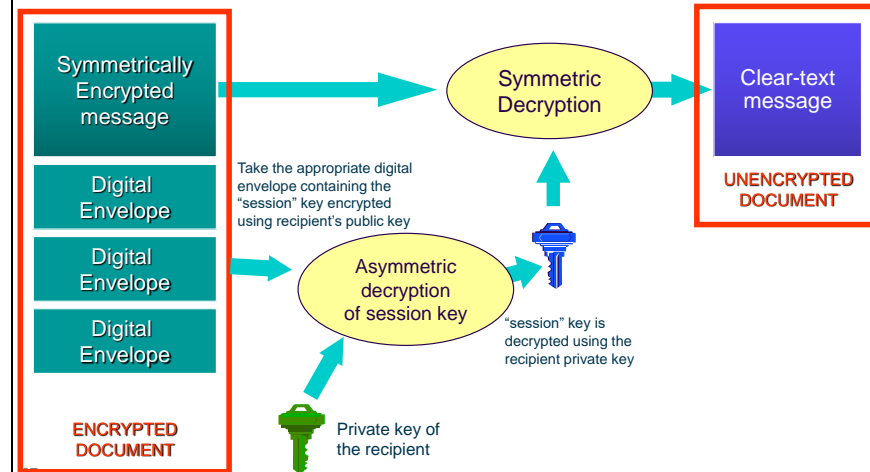 Symmetrically
Encrypted
message
Symmetric
Decryption
Clear-text
message
Digital
Envelope
Take the appropriate digital
envelope containing the
“session” key encrypted
using recipient’s public key
UNENCRYPTED
DOCUMENT
Digital
Envelope
Asymmetric
decryption
of session key
Digital
Envelope
“session” key is
decrypted using the
recipient private key
ENCRYPTED
DOCUMENT
Private key of
the recipient